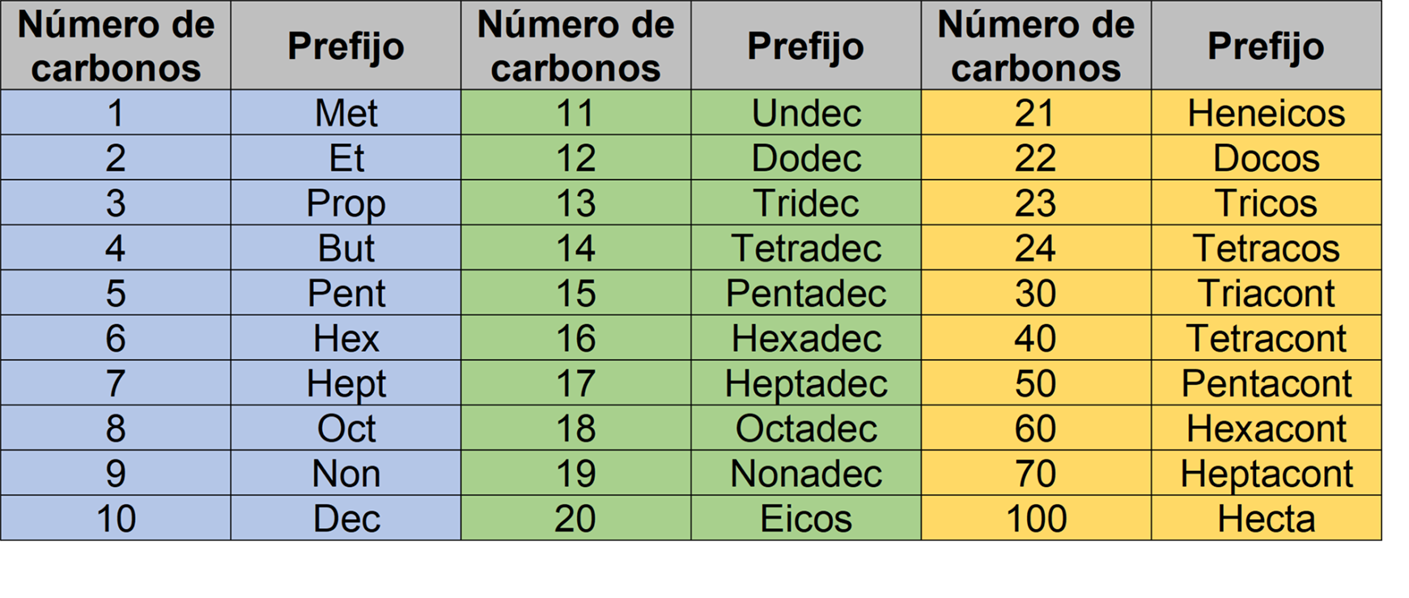 Número de carbonos Prefijo Número de carbonos Prefijo Número de carbonos Prefijo
1 Met 11 Undec 21 Heneicos
2 Et 12 Dodec 22 Docos
3 Prop 13 Tridec 23 Tricos
4 But 14 Tetradec 24 Tetracos
5 Pent 15 Pentadec 30 Triacont
6 Hex 16 Hexadec 40 Tetracont
7 Hept 17 Heptadec 50 Pentacont
8 Oct 18 Octadec 60 Hexacont
9 Non 19 Nonadec 70 Heptacont
10 Dec 20 Eicos 100 Hecta